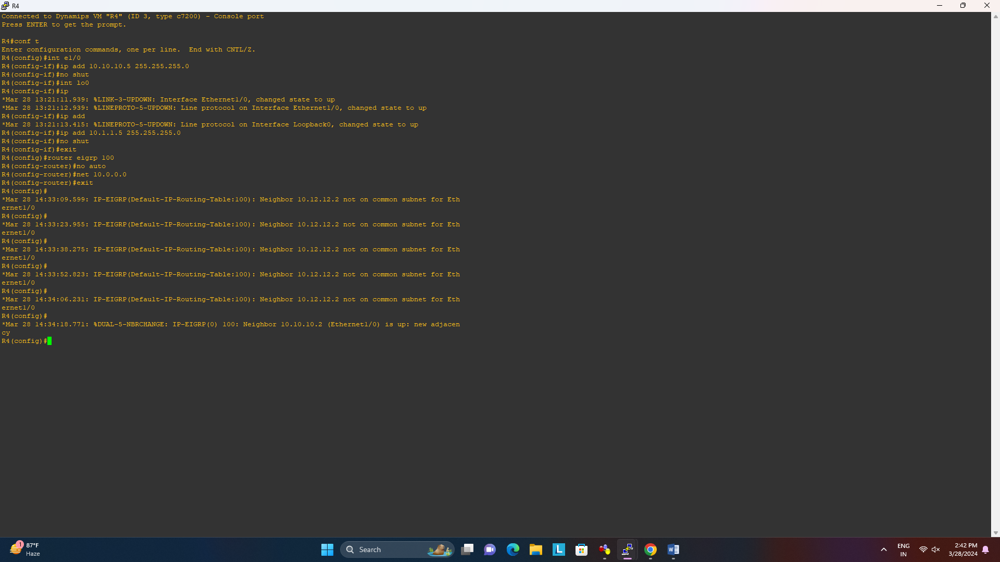 R4
Connected to Dynamips VM "R4" (ID 3, type c7200) - Console port
Press ENTER to get the prompt.
R4#conf t
Enter configuration commands, one per line.  End with CNTL/Z.
R4(config)#int e1/0
R4(config-if)#ip add 10.10.10.5 255.255.255.0
R4(config-if)#no shut
R4(config-if)#int lo0
R4(config-if)#ip
*Mar 28 13:21:11.939: %LINK-3-UPDOWN: Interface Ethernet1/0, changed state to up
*Mar 28 13:21:12.939: %LINEPROTO-5-UPDOWN: Line protocol on Interface Ethernet1/0, changed state to up
R4(config-if)#ip add
*Mar 28 13:21:13.415: %LINEPROTO-5-UPDOWN: Line protocol on Interface Loopback0, changed state to up
R4(config-if)#ip add 10.1.1.5 255.255.255.0
R4(config-if)#no shut
R4(config-if)#exit
R4(config)#router eigrp 100
R4(config-router)#no auto
R4(config-router)#net 10.0.0.0
R4(config-router)#exit
R4(config)#
*Mar 28 14:33:09.599: IP-EIGRP(Default-IP-Routing-Table:100): Neighbor 10.12.12.2 not on common subnet for Eth
ernet1/0
R4(config)#
*Mar 28 14:33:23.955: IP-EIGRP(Default-IP-Routing-Table:100): Neighbor 10.12.12.2 not on common subnet for Eth
ernet1/0
R4(config)#
*Mar 28 14:33:38.275: IP-EIGRP(Default-IP-Routing-Table:100): Neighbor 10.12.12.2 not on common subnet for Eth
ernet1/0
R4(config)#
*Mar 28 14:33:52.823: IP-EIGRP(Default-IP-Routing-Table:100): Neighbor 10.12.12.2 not on common subnet for Eth
ernet1/0
R4(config)#
*Mar 28 14:34:06.231: IP-EIGRP(Default-IP-Routing-Table:100): Neighbor 10.12.12.2 not on common subnet for Eth
ernet1/0
R4(config)#
*Mar 28 14:34:18.771: %DUAL-5-NBRCHANGE: IP-EIGRP(0) 100: Neighbor 10.10.10.2 (Ethernet1/0) is up: new adjacen
cy
R4(config)#
1
87°F
Haze
Search
L
W
ENG
IN
2:42 PM
3/28/2024